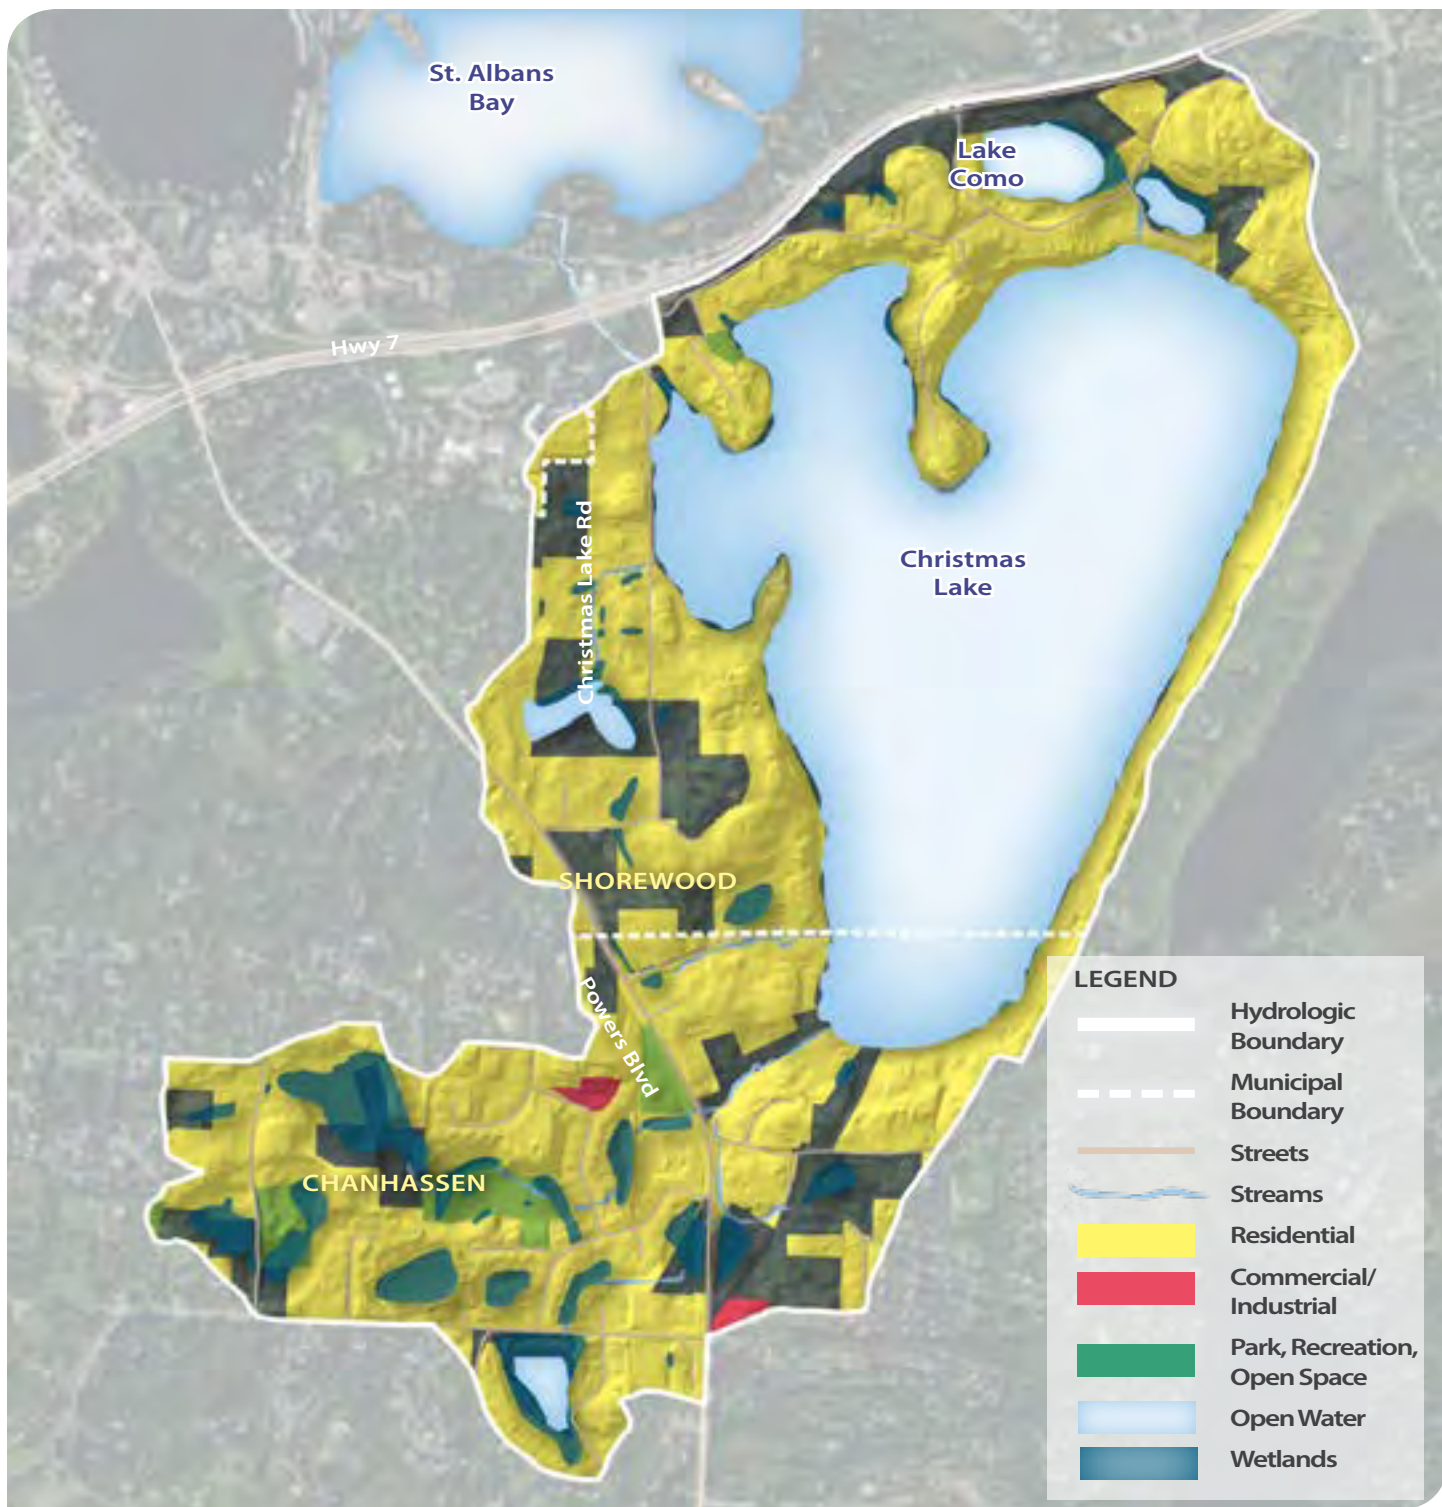 St. Albans
Bay
Lake
Como
Hwy 7
Christmas Lake Rd
Christmas
Lake
SHOREWOOD
Powers Blvd
CHANHASSEN
LEGEND
Hydrologic
Boundary
Municipal
Boundary
Streets
Streams
Residential
Commercial/
Industrial
Park, Recreation,
Open Space
Open Water
Wetlands